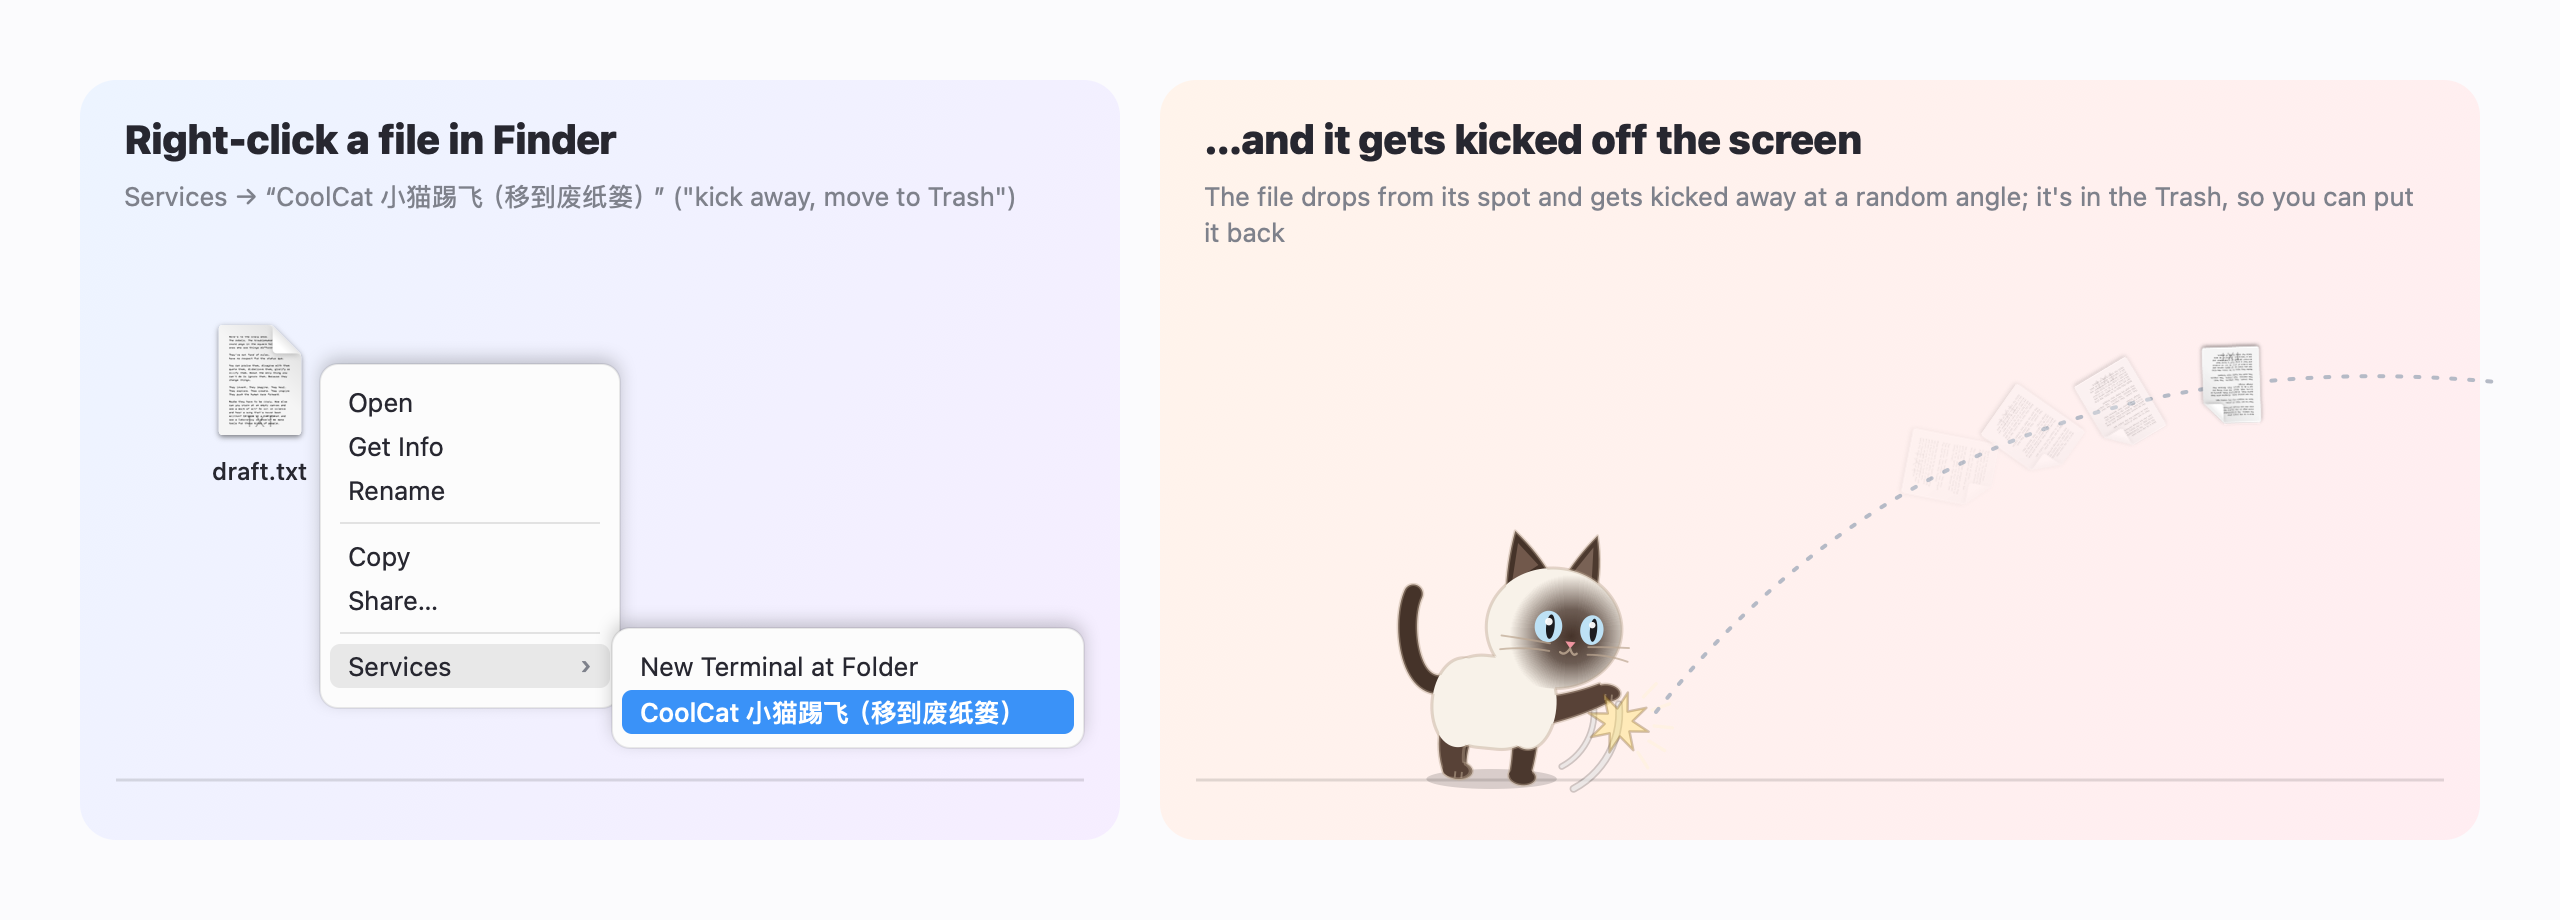 Right-click a file in Finder
Services → “CoolCat 小猫踢飞（移到废纸篓）” ("kick away, move to Trash")
draft.txt
Open
Get Info
Rename
Copy
Share...
Services ›
New Terminal at Folder
CoolCat 小猫踢飞（移到废纸篓）
...and it gets kicked off the screen
The file drops from its spot and gets kicked away at a random angle; it's in the Trash, so you can put
it back